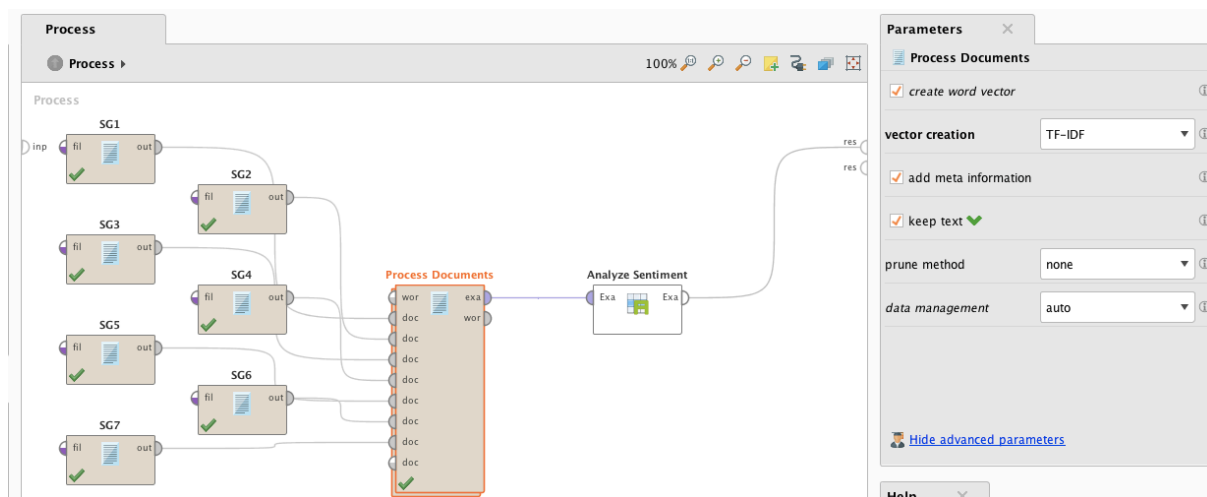 Process
Process
100%
Process
inp
SG1
fil out
SG2
fil out
SG3
fil out
SG4
fil out
SG5
fil out
SG6
fil out
SG7
fil out
Process Documents
wor exa
doc wor
doc
doc
doc
doc
doc
doc
doc
Analyze Sentiment
Exa Exa
res
res
Parameters
Process Documents
create word vector
vector creation TF-IDF
add meta information
keep text
prune method none
data management auto
Hide advanced parameters
Help